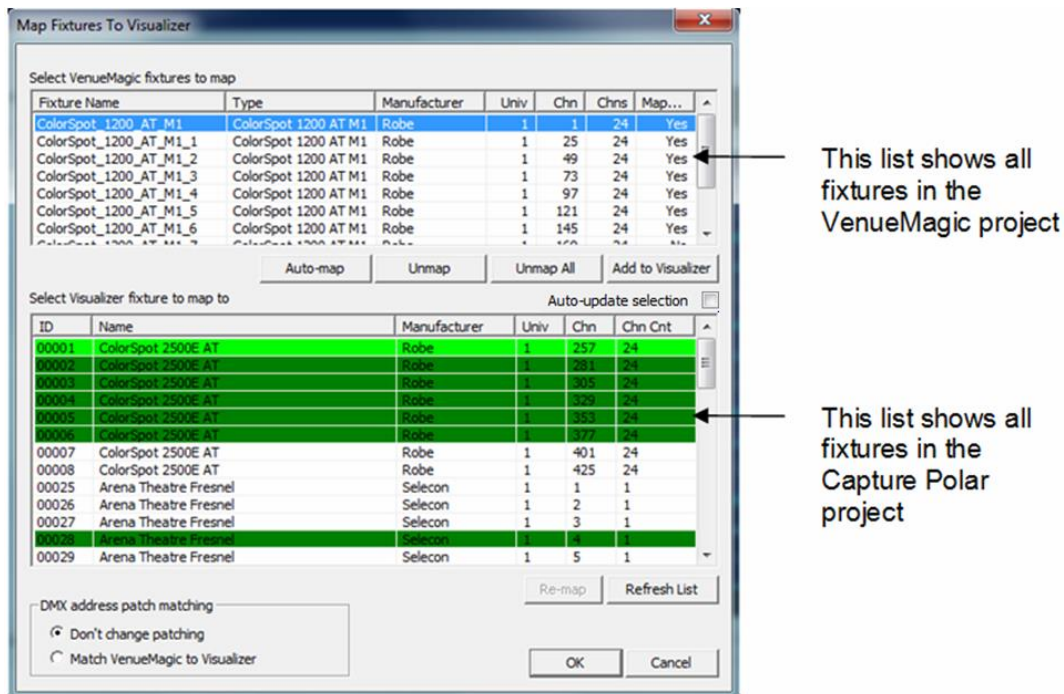 Map Fixtures To Visualizer
Select VenueMagic fixtures to map
Fixture Name Type Manufacturer Univ Chn Chns Map...
ColorSpot_1200_AT_M1 ColorSpot 1200 AT M1 Robe 1 1 24 Yes
ColorSpot_1200_AT_M1_1 ColorSpot 1200 AT M1 Robe 1 25 24 Yes
ColorSpot_1200_AT_M1_2 ColorSpot 1200 AT M1 Robe 1 49 24 Yes
ColorSpot_1200_AT_M1_3 ColorSpot 1200 AT M1 Robe 1 73 24 Yes
ColorSpot_1200_AT_M1_4 ColorSpot 1200 AT M1 Robe 1 97 24 Yes
ColorSpot_1200_AT_M1_5 ColorSpot 1200 AT M1 Robe 1 121 24 Yes
ColorSpot_1200_AT_M1_6 ColorSpot 1200 AT M1 Robe 1 145 24 Yes
Auto-map Unmap Unmap All Add to Visualizer
Select Visualizer fixture to map to Auto-update selection
ID Name Manufacturer Univ Chn Chn Cnt
00001 ColorSpot 2500E AT Robe 1 257 24
00002 ColorSpot 2500E AT Robe 1 281 24
00003 ColorSpot 2500E AT Robe 1 305 24
00004 ColorSpot 2500E AT Robe 1 329 24
00005 ColorSpot 2500E AT Robe 1 353 24
00006 ColorSpot 2500E AT Robe 1 377 24
00007 ColorSpot 2500E AT Robe 1 401 24
00008 ColorSpot 2500E AT Robe 1 425 24
00025 Arena Theatre Fresnel Selecon 1 1 1
00026 Arena Theatre Fresnel Selecon 1 2 1
00027 Arena Theatre Fresnel Selecon 1 3 1
00028 Arena Theatre Fresnel Selecon 1 4 1
00029 Arena Theatre Fresnel Selecon 1 5 1
Re-map Refresh List
DMX address patch matching
Don't change patching
Match VenueMagic to Visualizer
OK Cancel
This list shows all
fixtures in the
VenueMagic project
This list shows all
fixtures in the
Capture Polar
project